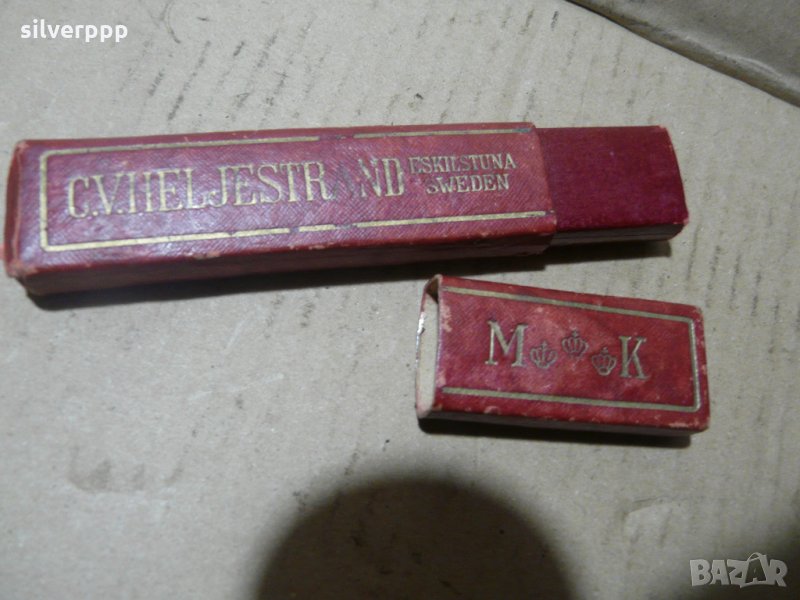 silverppp
C.V.HELJESTRAND
ESKILSTUNA
SWEDEN
M K
BAZAR